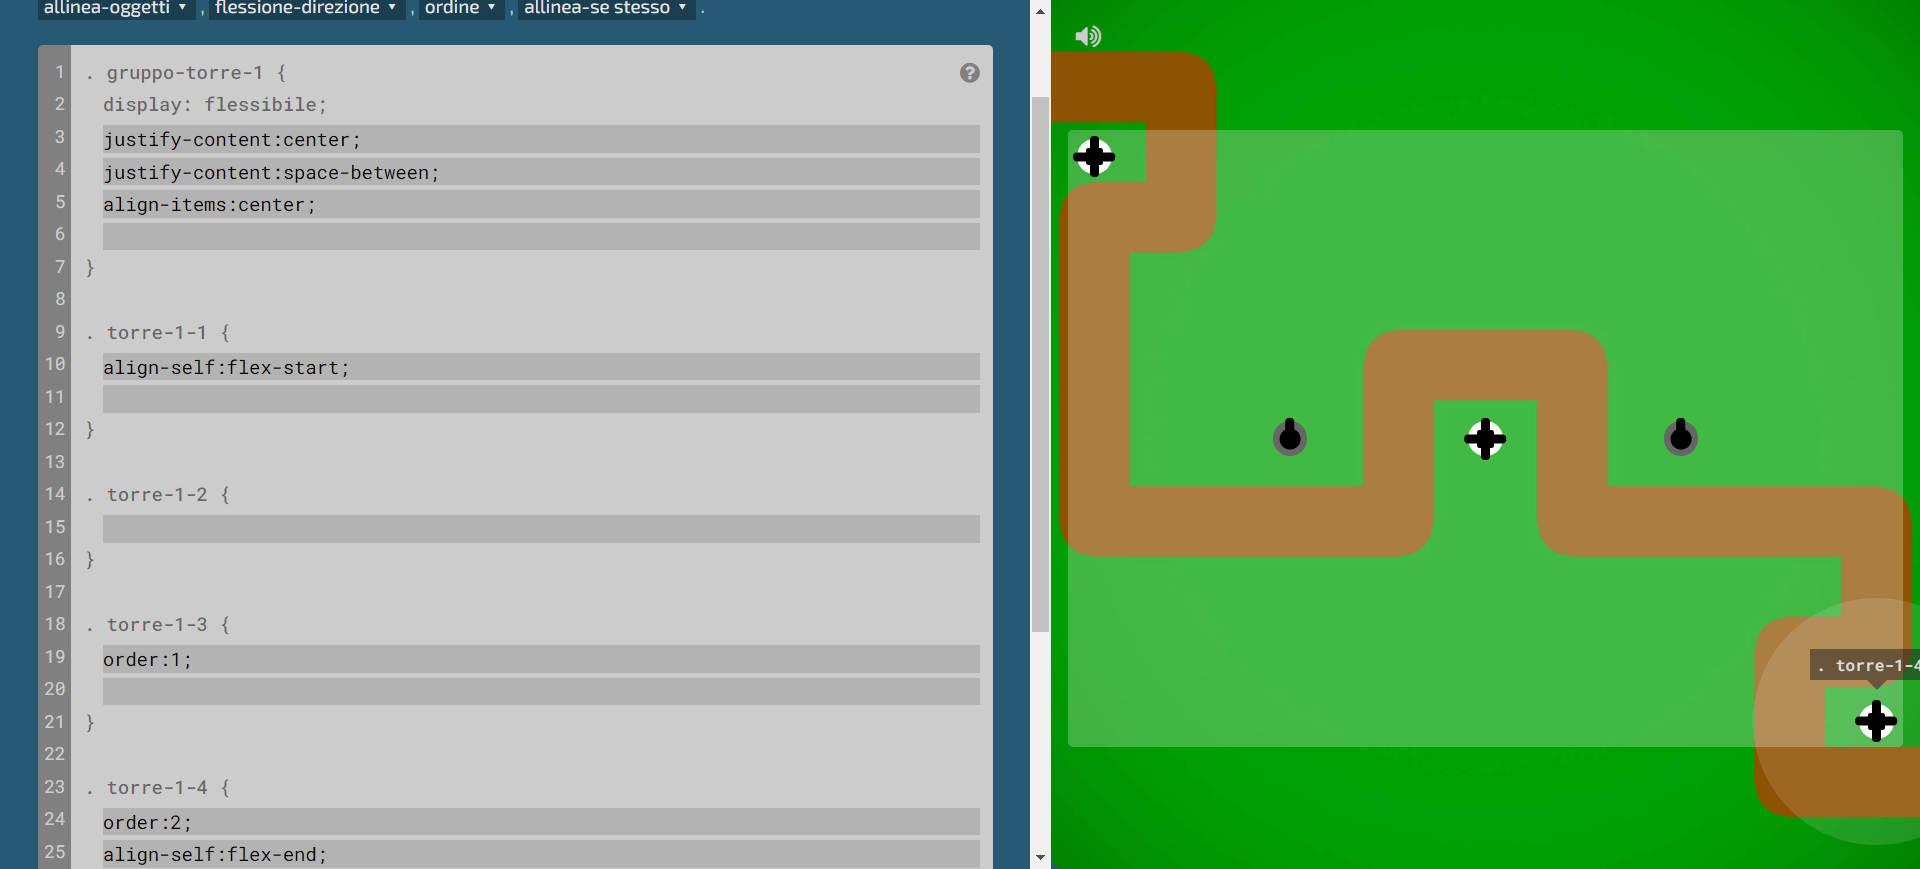 allinea-oggetti ▼ , flessione-direzione ▼ , ordine ▼ , allinea-se stesso ▼ .
1 . gruppo-torre-1 {
2 display: flessibile;
3 justify-content:center;
4 justify-content:space-between;
5 align-items:center;
6
7 }
8
9 . torre-1-1 {
10 align-self:flex-start;
11
12 }
13
14 . torre-1-2 {
15
16 }
17
18 . torre-1-3 {
19 order:1;
20
21 }
22
23 . torre-1-4 {
24 order:2;
25 align-self:flex-end;
?
. torre-1-4